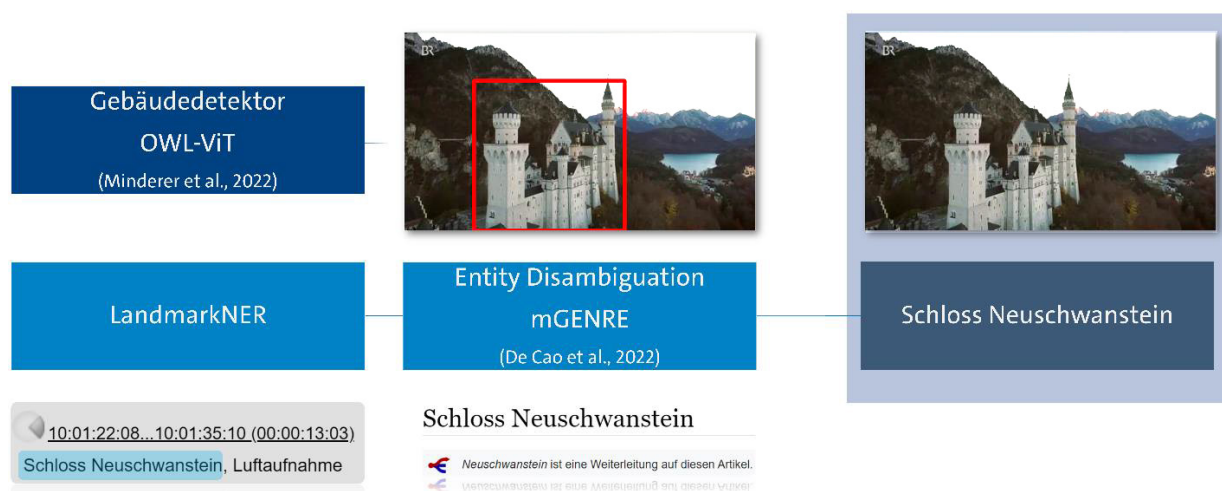 Gebäudedetektor
OWL-ViT
(Minderer et al., 2022)
BR
BR
LandmarkNER
Entity Disambiguation
mGENRE
(De Cao et al., 2022)
Schloss Neuschwanstein
10:01:22:08...10:01:35:10 (00:00:13:03)
Schloss Neuschwanstein, Luftaufnahme
Schloss Neuschwanstein
Neuschwanstein ist eine Weiterleitung auf diesen Artikel.